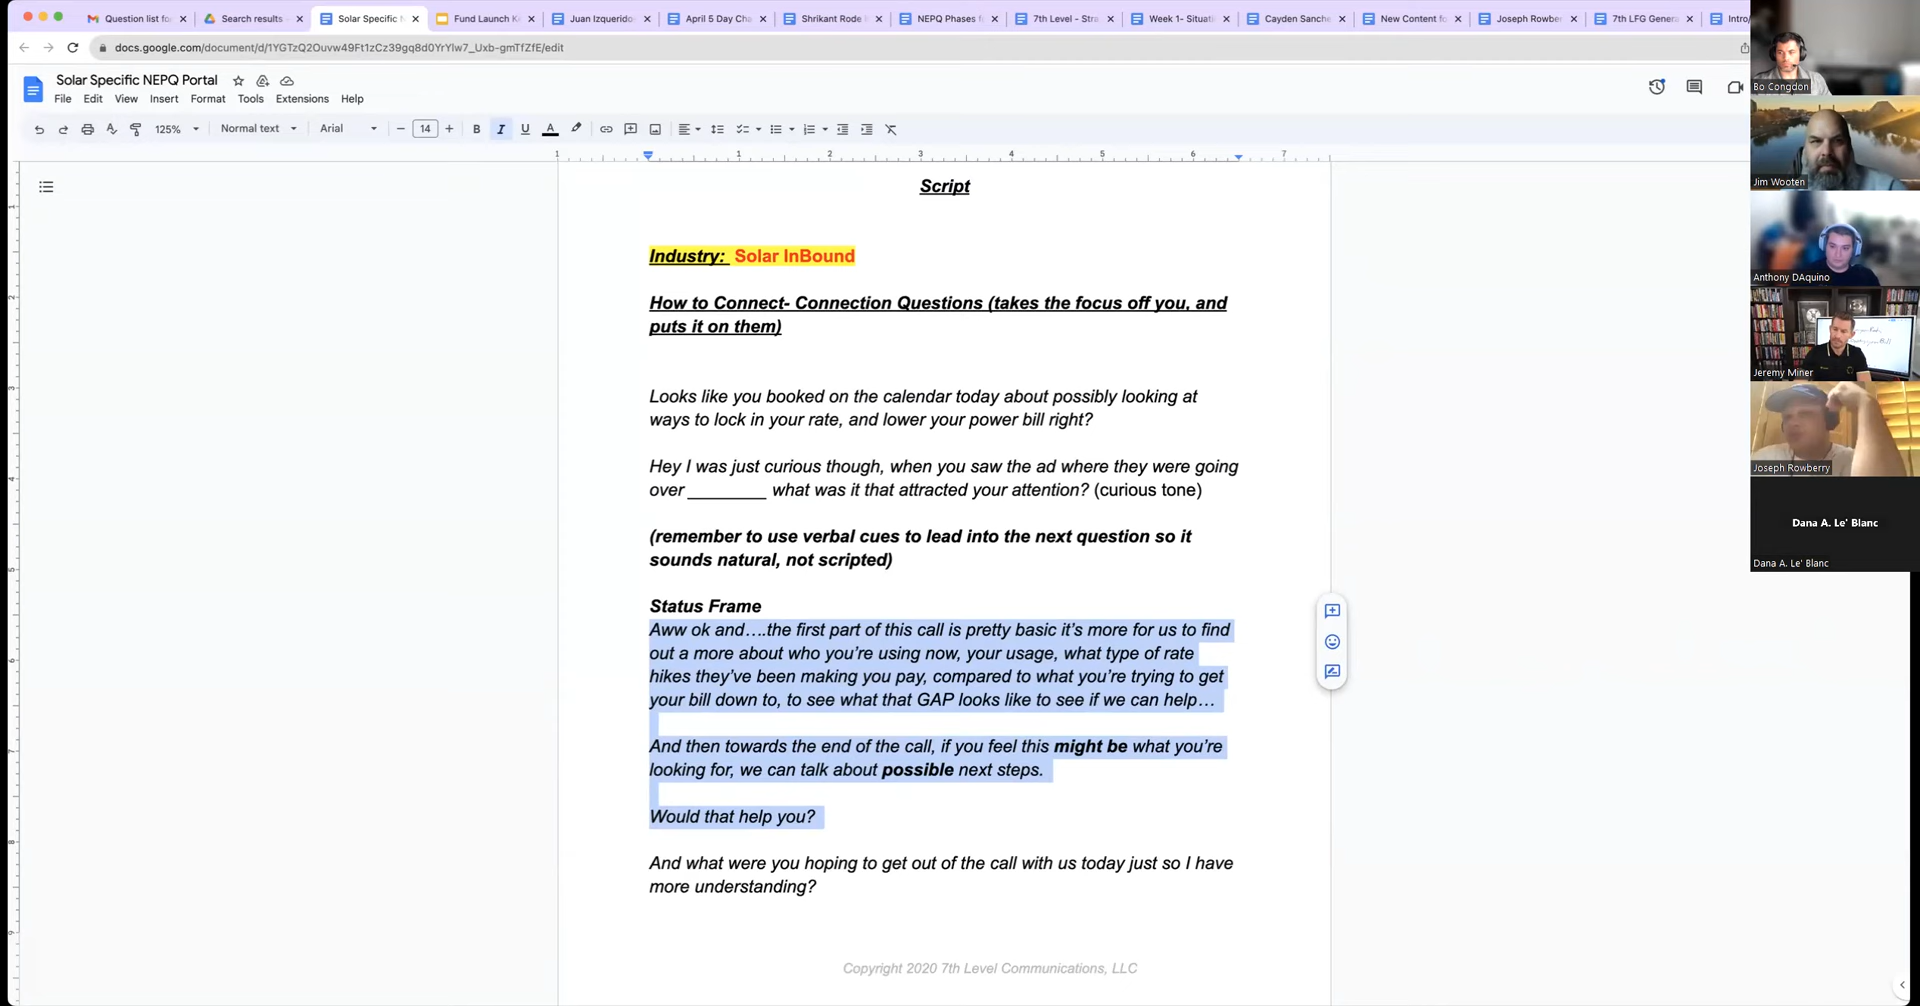 Question list fo
Search results -
Solar Specific N
Fund Launch K
Juan Izquerido
April 5 Day Cha
Shrikant Rode I
NEPQ Phases f
7th Level - Stra
Week 1- Situati
Cayden Sanche
New Content fo
Joseph Rowber
7th LFG Genera
Intro/
docs.google.com/document/d/1YGTzQ2Ouvw49Ft1zCz39gq8d0YrYlw7_Uxb-gmTfZfE/edit
Solar Specific NEPQ Portal
File Edit View Insert Format Tools Extensions Help
125% Normal text Arial 14 B I U A
1 1 2 3 4 5 6 7
Script
Industry: Solar InBound
How to Connect- Connection Questions (takes the focus off you, and
puts it on them)
Looks like you booked on the calendar today about possibly looking at
ways to lock in your rate, and lower your power bill right?
Hey I was just curious though, when you saw the ad where they were going
over ________ what was it that attracted your attention? (curious tone)
(remember to use verbal cues to lead into the next question so it
sounds natural, not scripted)
Status Frame
Aww ok and….the first part of this call is pretty basic it’s more for us to find
out a more about who you’re using now, your usage, what type of rate
hikes they’ve been making you pay, compared to what you’re trying to get
your bill down to, to see what that GAP looks like to see if we can help…
And then towards the end of the call, if you feel this might be what you’re
looking for, we can talk about possible next steps.
Would that help you?
And what were you hoping to get out of the call with us today just so I have
more understanding?
Copyright 2020 7th Level Communications, LLC
Bo Congdon
Jim Wooten
Anthony DAquino
Jeremy Miner
Joseph Rowberry
Dana A. Le' Blanc
Dana A. Le' Blanc